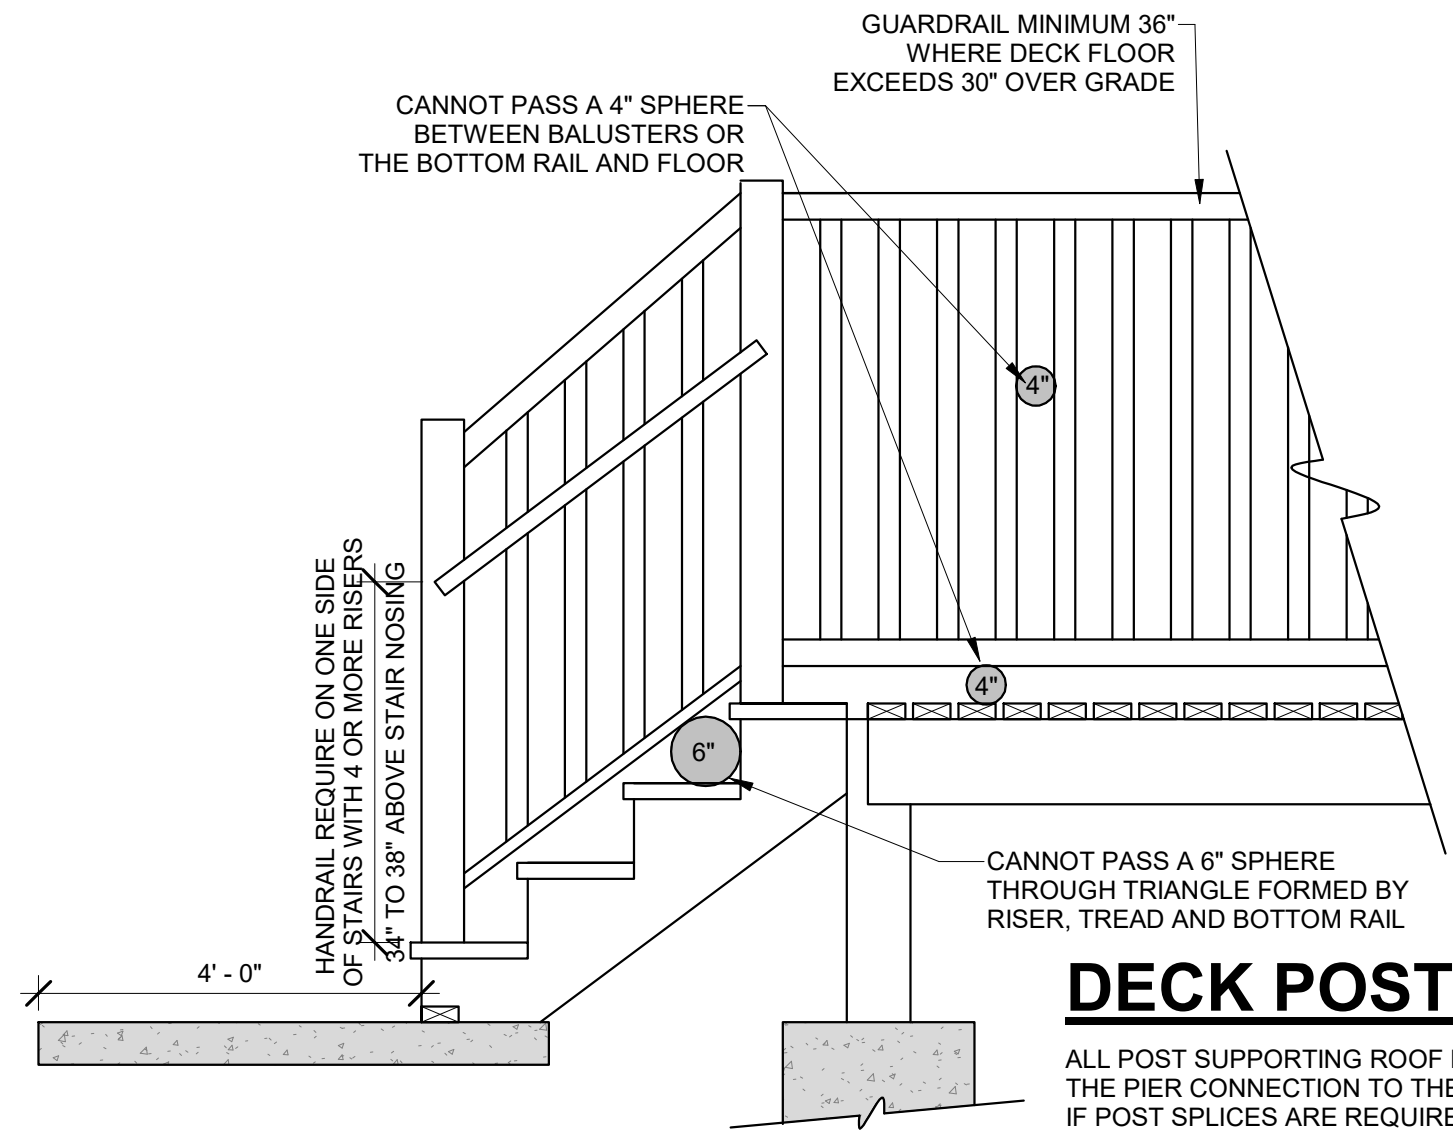 GUARDRAIL MINIMUM 36"
WHERE DECK FLOOR
EXCEEDS 30" OVER GRADE
CANNOT PASS A 4" SPHERE
BETWEEN BALUSTERS OR
THE BOTTOM RAIL AND FLOOR
4"
4"
6"
HANDRAIL REQUIRE ON ONE SIDE
OF STAIRS WITH 4 OR MORE RISERS
34" TO 38" ABOVE STAIR NOSING
CANNOT PASS A 6" SPHERE
THROUGH TRIANGLE FORMED BY
RISER, TREAD AND BOTTOM RAIL
4' - 0"
DECK POST
ALL POST SUPPORTING ROOF
THE PIER CONNECTION TO THE
IF POST SPLICES ARE REQUIRE